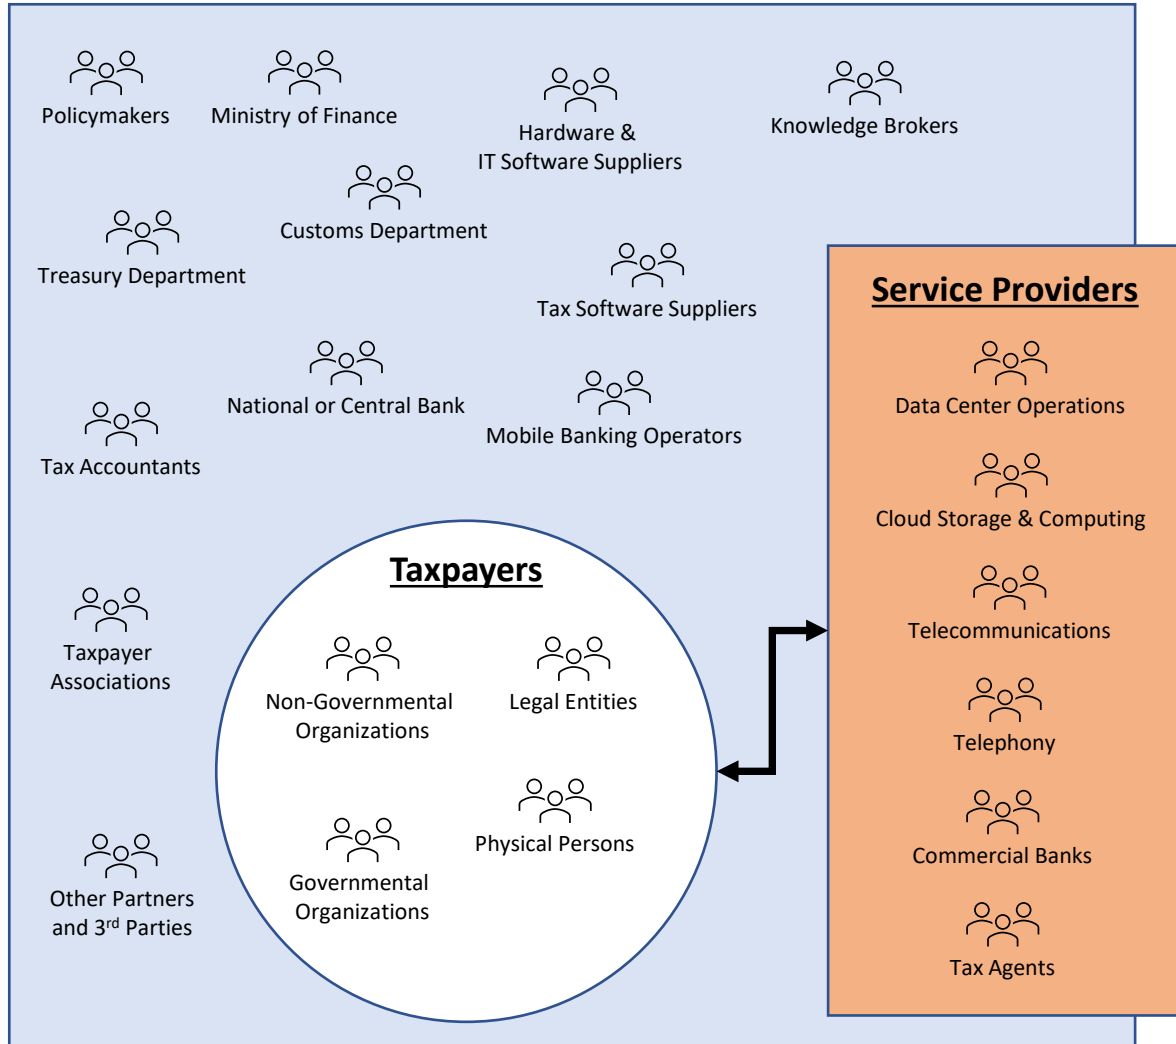 Policymakers
Ministry of Finance
Hardware &
IT Software Suppliers
Knowledge Brokers
Customs Department
Treasury Department
Tax Software Suppliers
National or Central Bank
Mobile Banking Operators
Tax Accountants
Taxpayer
Associations
Other Partners
and 3rd Parties
Taxpayers
Non-Governmental
Organizations
Legal Entities
Physical Persons
Governmental
Organizations
Service Providers
Data Center Operations
Cloud Storage & Computing
Telecommunications
Telephony
Commercial Banks
Tax Agents